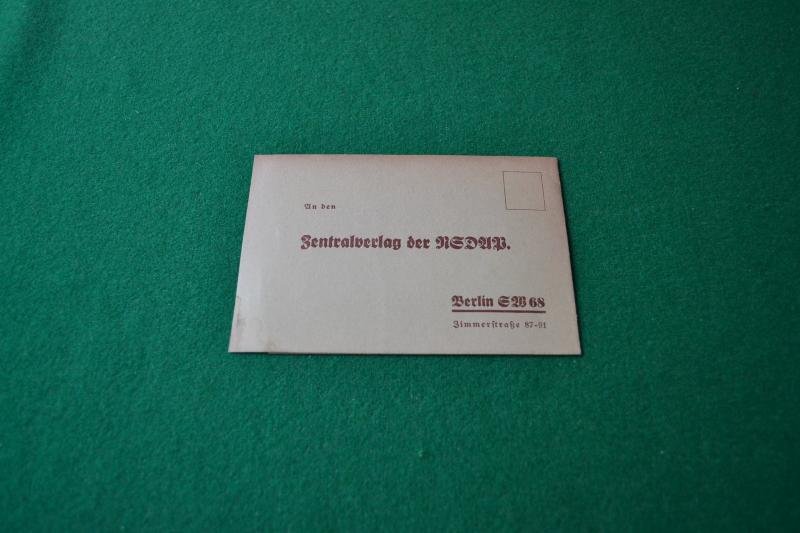 An den
Zentralverlag der NSDAP.
Berlin SW 68
Zimmerstraße 87-91